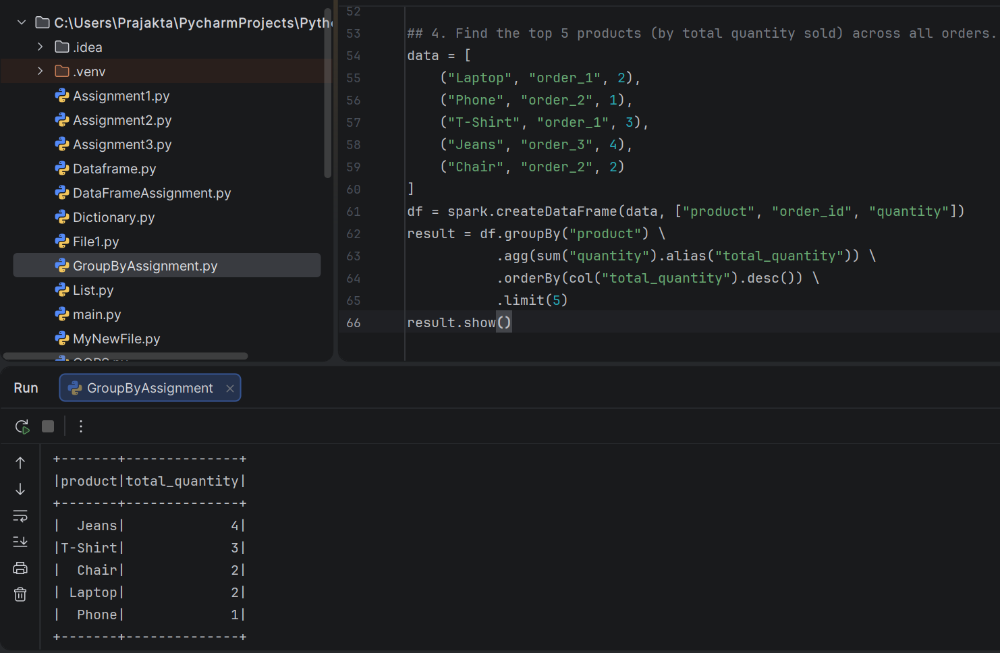 C:\Users\Prajakta\PycharmProjects\Pytho
.idea
.venv
Assignment1.py
Assignment2.py
Assignment3.py
Dataframe.py
DataFrameAssignment.py
Dictionary.py
File1.py
GroupByAssignment.py
List.py
main.py
MyNewFile.py
52
53 ## 4. Find the top 5 products (by total quantity sold) across all orders.
54 data = [
55 ("Laptop", "order_1", 2),
56 ("Phone", "order_2", 1),
57 ("T-Shirt", "order_1", 3),
58 ("Jeans", "order_3", 4),
59 ("Chair", "order_2", 2)
60 ]
61 df = spark.createDataFrame(data, ["product", "order_id", "quantity"])
62 result = df.groupBy("product") \
63 .agg(sum("quantity").alias("total_quantity")) \
64 .orderBy(col("total_quantity").desc()) \
65 .limit(5)
66 result.show()
Run GroupByAssignment
+-------+--------------+
|product|total_quantity|
+-------+--------------+
|  Jeans|             4|
|T-Shirt|             3|
|  Chair|             2|
| Laptop|             2|
|  Phone|             1|
+-------+--------------+